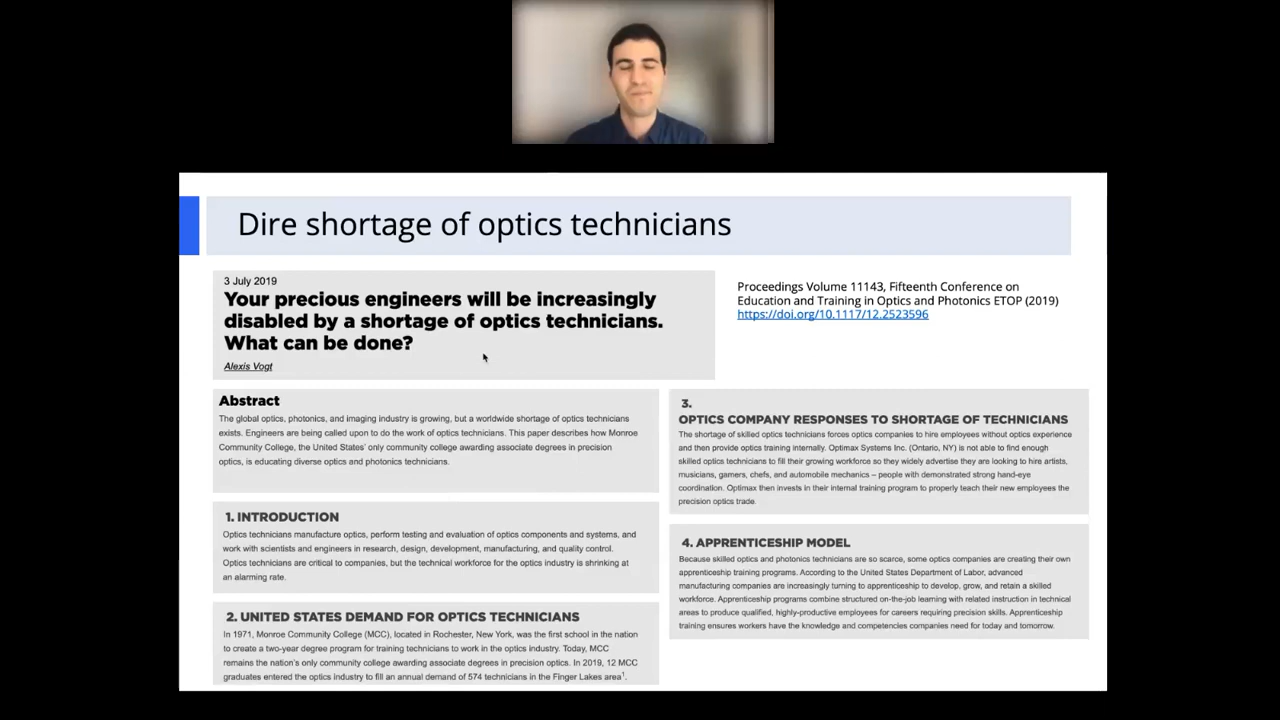 Dire shortage of optics technicians
3 July 2019
Your precious engineers will be increasingly
disabled by a shortage of optics technicians.
What can be done?
Alexis Vogt
Proceedings Volume 11143, Fifteenth Conference on
Education and Training in Optics and Photonics ETOP (2019)
https://doi.org/10.1117/12.2523596
Abstract
The global optics, photonics, and imaging industry is growing, but a worldwide shortage of optics technicians
exists. Engineers are being called upon to do the work of optics technicians. This paper describes how Monroe
Community College, the United States' only community college awarding associate degrees in precision
optics, is educating diverse optics and photonics technicians.
1. INTRODUCTION
Optics technicians manufacture optics, perform testing and evaluation of optics components and systems, and
work with scientists and engineers in research, design, development, manufacturing, and quality control.
Optics technicians are critical to companies, but the technical workforce for the optics industry is shrinking at
an alarming rate.
2. UNITED STATES DEMAND FOR OPTICS TECHNICIANS
In 1971, Monroe Community College (MCC), located in Rochester, New York, was the first school in the nation
to create a two-year degree program for training technicians to work in the optics industry. Today, MCC
remains the nation's only community college awarding associate degrees in precision optics. In 2019, 12 MCC
graduates entered the optics industry to fill an annual demand of 574 technicians in the Finger Lakes area¹.
3.
OPTICS COMPANY RESPONSES TO SHORTAGE OF TECHNICIANS
The shortage of skilled optics technicians forces optics companies to hire employees without optics experience
and then provide optics training internally. Optimax Systems Inc. (Ontario, NY) is not able to find enough
skilled optics technicians to fill their growing workforce so they widely advertise they are looking to hire artists,
musicians, gamers, chefs, and automobile mechanics – people with demonstrated strong hand-eye
coordination. Optimax then invests in their internal training program to properly teach their new employees the
precision optics trade.
4. APPRENTICESHIP MODEL
Because skilled optics and photonics technicians are so scarce, some optics companies are creating their own
apprenticeship training programs. According to the United States Department of Labor, advanced
manufacturing companies are increasingly turning to apprenticeship to develop, grow, and retain a skilled
workforce. Apprenticeship programs combine structured on-the-job learning with related instruction in technical
areas to produce qualified, highly-productive employees for careers requiring precision skills. Apprenticeship
training ensures workers have the knowledge and competencies companies need for today and tomorrow.